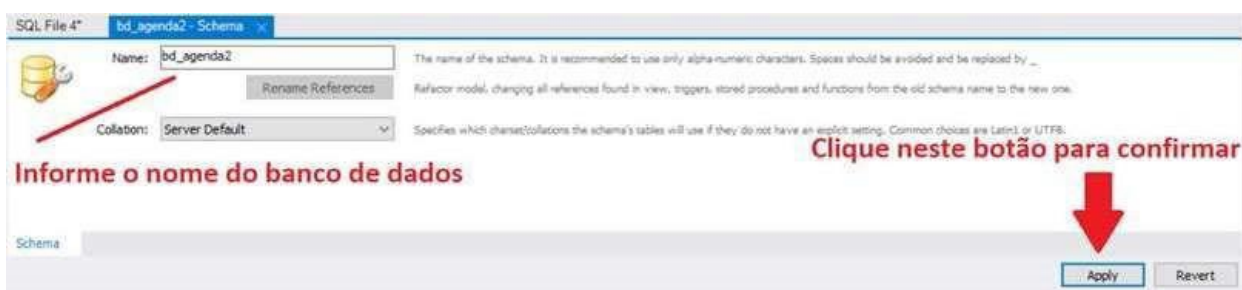 SQL File 4*
bd_agenda2 - Schema
Name: bd_agenda2
The name of the schema. It is recommended to use only alpha-numeric characters. Spaces should be avoided and be replaced by _
Rename References
Refactor model, changing all references found in view, triggers, stored procedures and functions from the old schema name to the new one.
Collation: Server Default
Specifies which charset/collations the schema's tables will use if they do not have an explicit setting. Common choices are Latin1 or UTF8.
Clique neste botão para confirmar
Informe o nome do banco de dados
Schema
Apply
Revert